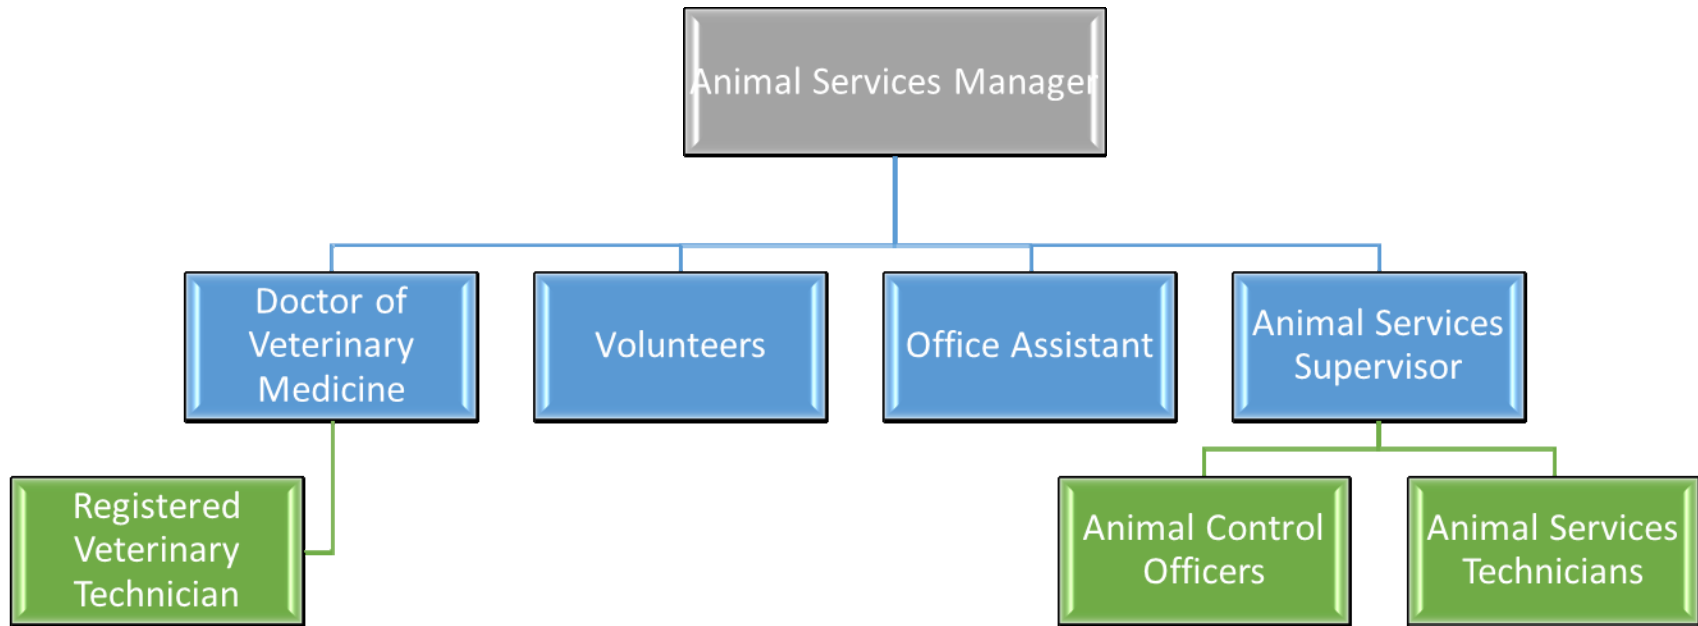 Animal Services Manager
Doctor of
Veterinary
Medicine
Volunteers
Office Assistant
Animal Services
Supervisor
Registered
Veterinary
Technician
Animal Control
Officers
Animal Services
Technicians